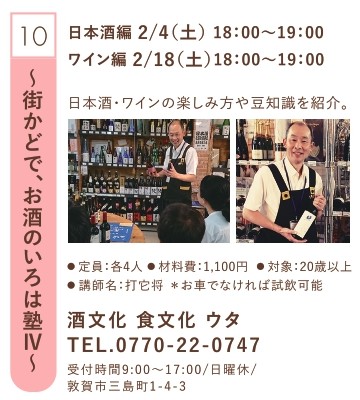 10
～街かどで、お酒のいろは塾Ⅳ～
日本酒編 2/4（土） 18：00～19：00
ワイン編 2/18（土）18：00～19：00
日本酒・ワインの楽しみ方や豆知識を紹介。
●定員：各4人 ●材料費：1,100円 ●対象：20歳以上
●講師名：打它将 ＊お車でなければ試飲可能
酒文化 食文化 ウタ
TEL.0770-22-0747
受付時間9：00～17：00/日曜休/
敦賀市三島町1-4-3